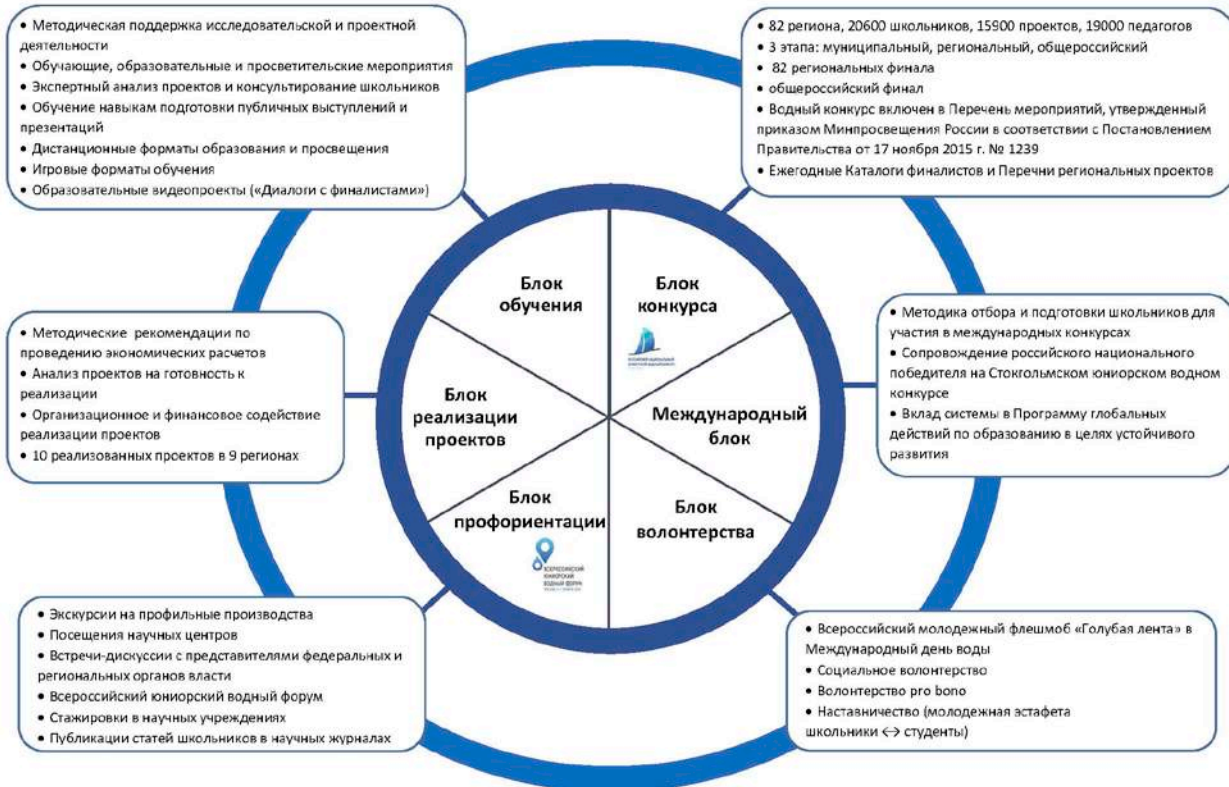 • Методическая поддержка исследовательской и проектной
деятельности
• Обучающие, образовательные и просветительские мероприятия
• Экспертный анализ проектов и консультирование школьников
• Обучение навыкам подготовки публичных выступлений и
презентаций
• Дистанционные форматы образования и просвещения
• Игровые форматы обучения
• Образовательные видеопроекты («Диалоги с финалистами»)
• 82 региона, 20600 школьников, 15900 проектов, 19000 педагогов
• 3 этапа: муниципальный, региональный, общероссийский
• 82 региональных финала
• общероссийский финал
• Водный конкурс включен в Перечень мероприятий, утвержденный
приказом Минпросвещения России в соответствии с Постановлением
Правительства от 17 ноября 2015 г. № 1239
• Ежегодные Каталоги финалистов и Перечни региональных проектов
Блок
обучения
Блок
конкурса
• Методические рекомендации по
проведению экономических расчетов
• Анализ проектов на готовность к
реализации
• Организационное и финансовое содействие
реализации проектов
• 10 реализованных проектов в 9 регионах
Блок
реализации
проектов
Международный
блок
• Методика отбора и подготовки школьников для
участия в международных конкурсах
• Сопровождение российского национального
победителя на Стокгольмском юниорском водном
конкурсе
• Вклад системы в Программу глобальных
действий по образованию в целях устойчивого
развития
Блок
профориентации
ВСЕРОССИЙСКИЙ
ЮНИОРСКИЙ
ВОДНЫЙ ФОРУМ
Блок
волонтерства
• Экскурсии на профильные производства
• Посещения научных центров
• Встречи-дискуссии с представителями федеральных и
региональных органов власти
• Всероссийский юниорский водный форум
• Стажировки в научных учреждениях
• Публикации статей школьников в научных журналах
• Всероссийский молодежный флешмоб «Голубая лента» в
Международный день воды
• Социальное волонтерство
• Волонтерство pro bono
• Наставничество (молодежная эстафета
школьники ↔ студенты)